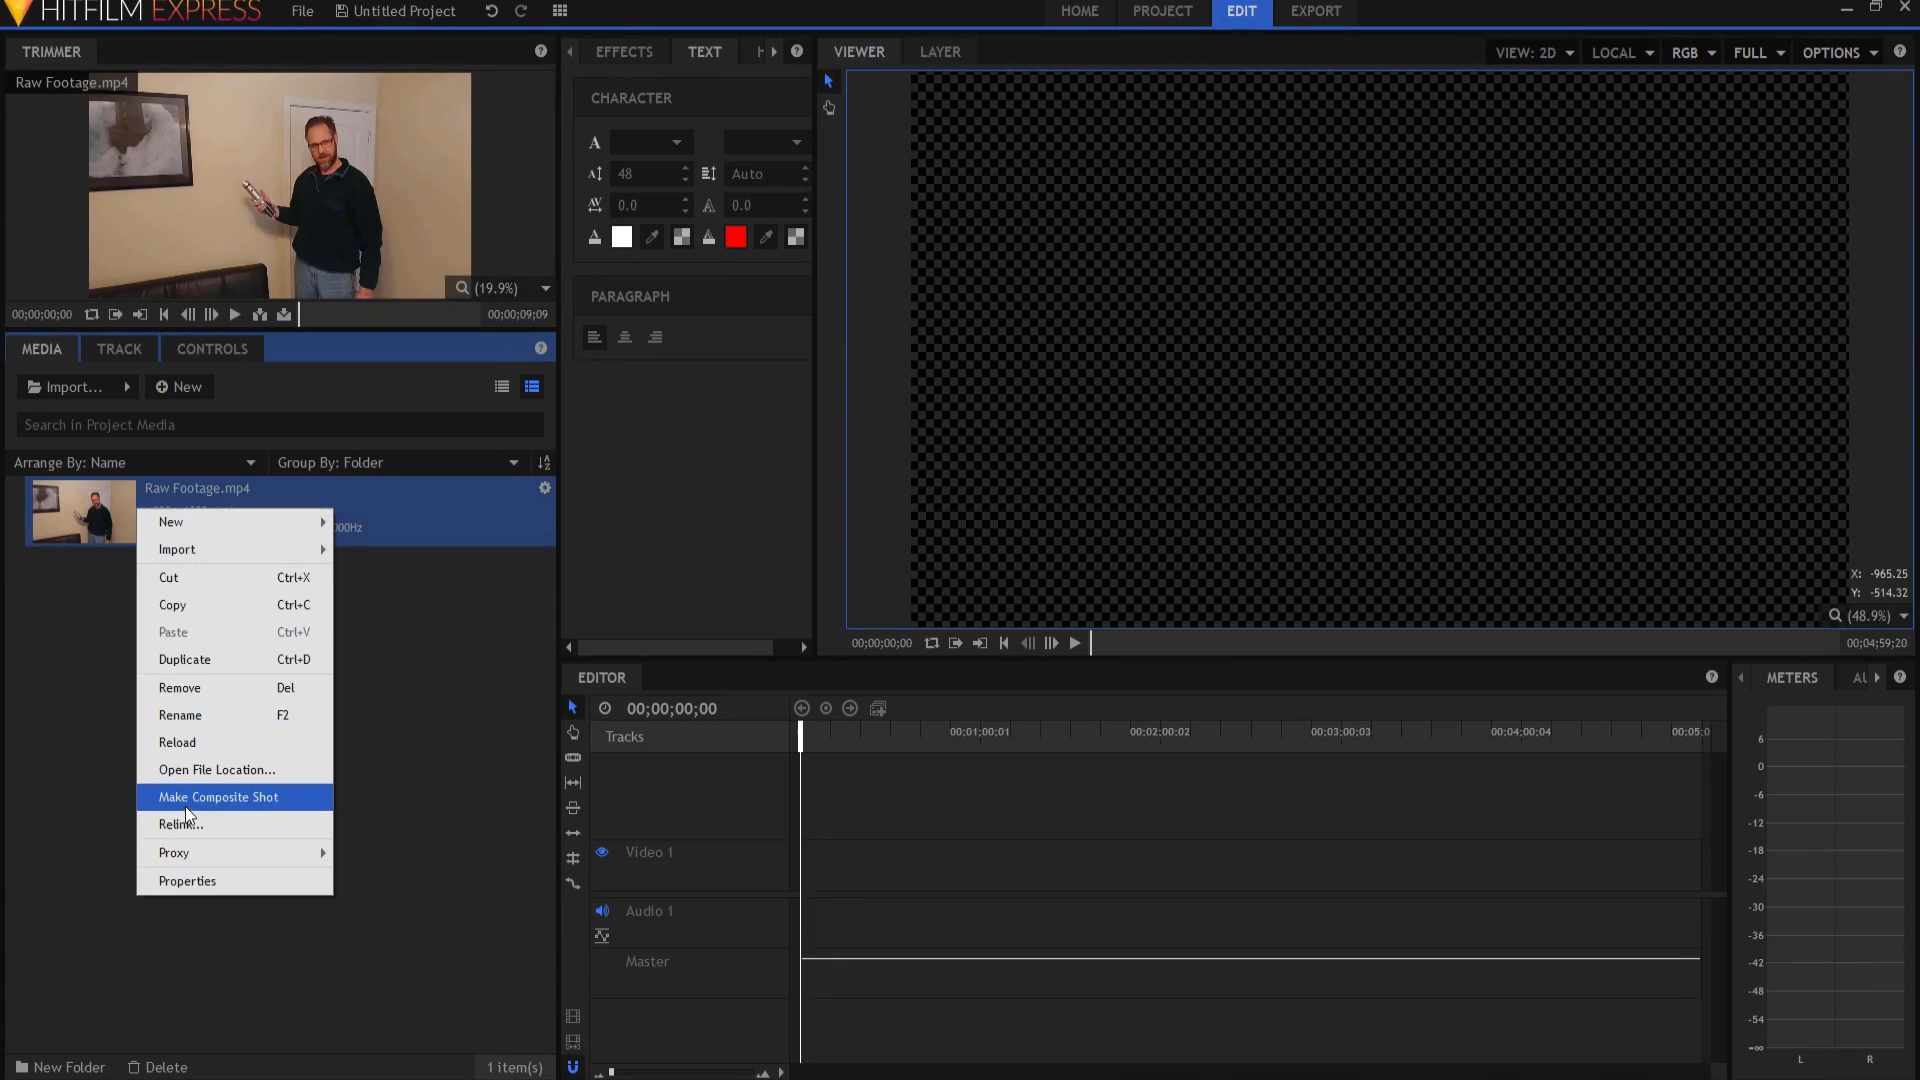 HITFILM EXPRESS
File
Untitled Project
HOME
PROJECT
EDIT
EXPORT
TRIMMER
Raw Footage.mp4
(19.9%)
00;00;00;00
00;00;09;09
MEDIA
TRACK
CONTROLS
Import...
New
Search in Project Media
Arrange By: Name
Group By: Folder
Raw Footage.mp4
000Hz
New
Import
Cut Ctrl+X
Copy Ctrl+C
Paste Ctrl+V
Duplicate Ctrl+D
Remove Del
Rename F2
Reload
Open File Location...
Make Composite Shot
Proxy
Properties
New Folder
Delete
1 item(s)
EFFECTS
TEXT
CHARACTER
48
Auto
0.0
0.0
PARAGRAPH
VIEWER
LAYER
VIEW: 2D
LOCAL
RGB
FULL
OPTIONS
X: -965.25
Y: -514.32
(48.9%)
00;00;00;00
00;04;59;20
EDITOR
00;00;00;00
Tracks
00;01;00;01
00;02;00;02
00;03;00;03
00;04;00;04
00;05;0
Video 1
Audio 1
Master
METERS
6
0
-6
-12
-18
-24
-30
-36
-42
-48
-54
-∞
L
R